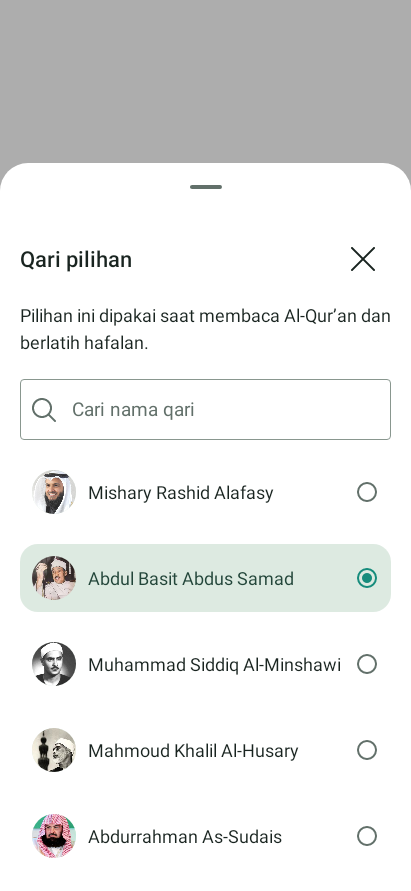 Qari pilihan
Pilihan ini dipakai saat membaca Al-Qur’an dan
berlatih hafalan.
Cari nama qari
Mishary Rashid Alafasy
Abdul Basit Abdus Samad
Muhammad Siddiq Al-Minshawi
Mahmoud Khalil Al-Husary
Abdurrahman As-Sudais